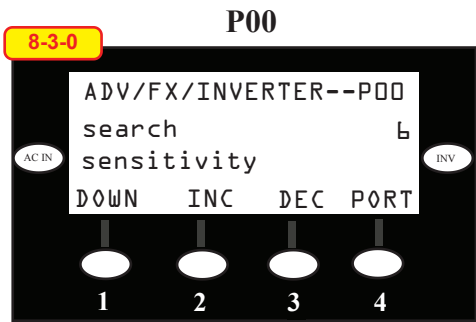 P00
8-3-0
ADV/FX/INVERTER--P00
search 6
sensitivity
DOWN INC DEC PORT
AC IN
INV
1 2 3 4